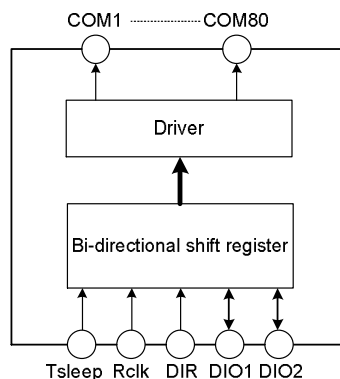 COM1 COM80
Driver
Bi-directional shift register
Tsleep Rclk DIR DIO1 DIO2